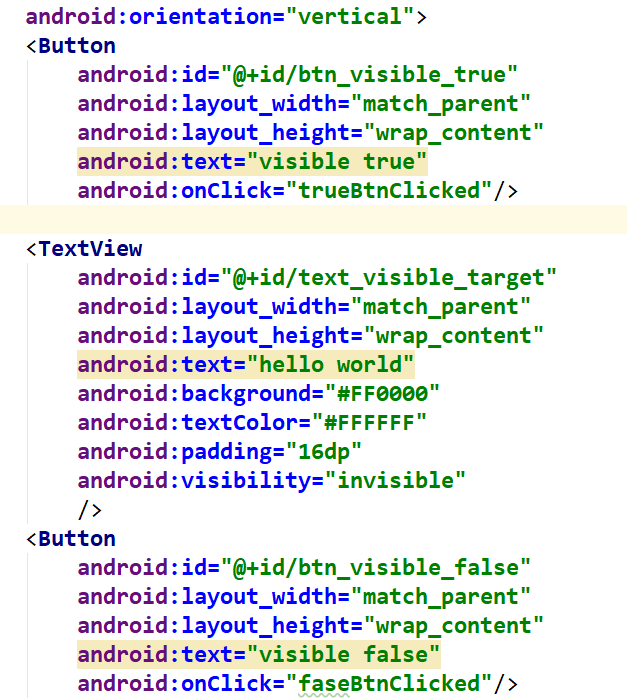 android:orientation="vertical">
<Button
android:id="@+id/btn_visible_true"
android:layout_width="match_parent"
android:layout_height="wrap_content"
android:text="visible true"
android:onClick="trueBtnClicked"/>
<TextView
android:id="@+id/text_visible_target"
android:layout_width="match_parent"
android:layout_height="wrap_content"
android:text="hello world"
android:background="#FF0000"
android:textColor="#FFFFFF"
android:padding="16dp"
android:visibility="invisible"
/>
<Button
android:id="@+id/btn_visible_false"
android:layout_width="match_parent"
android:layout_height="wrap_content"
android:text="visible false"
android:onClick="faseBtnClicked"/>